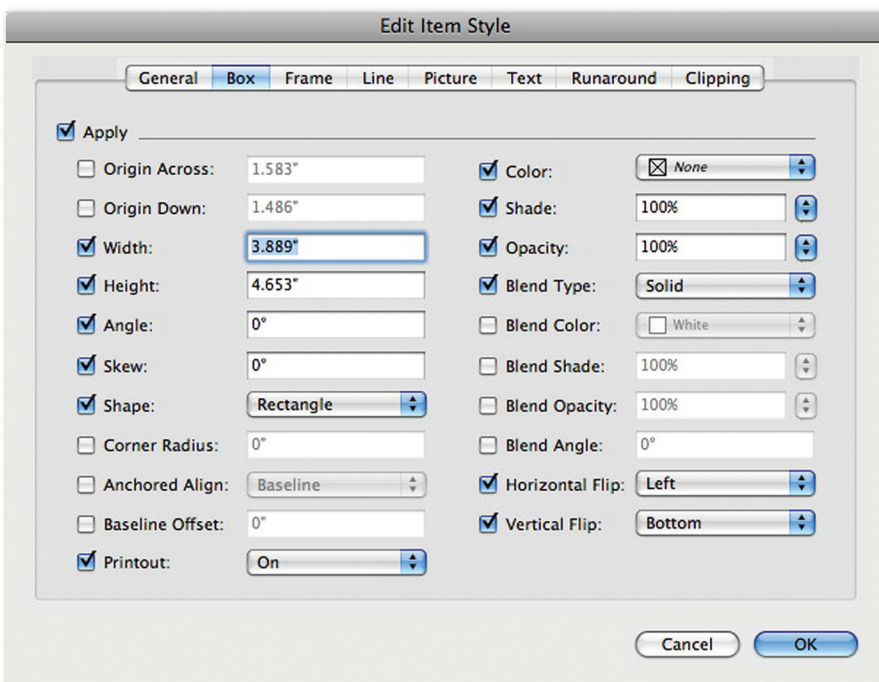 Edit Item Style
General Box Frame Line Picture Text Runaround Clipping
Apply
Origin Across: 1.583"
Origin Down: 1.486"
Width: 3.889"
Height: 4.653"
Angle: 0°
Skew: 0°
Shape: Rectangle
Corner Radius: 0"
Anchored Align: Baseline
Baseline Offset: 0"
Printout: On
Color: None
Shade: 100%
Opacity: 100%
Blend Type: Solid
Blend Color: White
Blend Shade: 100%
Blend Opacity: 100%
Blend Angle: 0°
Horizontal Flip: Left
Vertical Flip: Bottom
Cancel OK